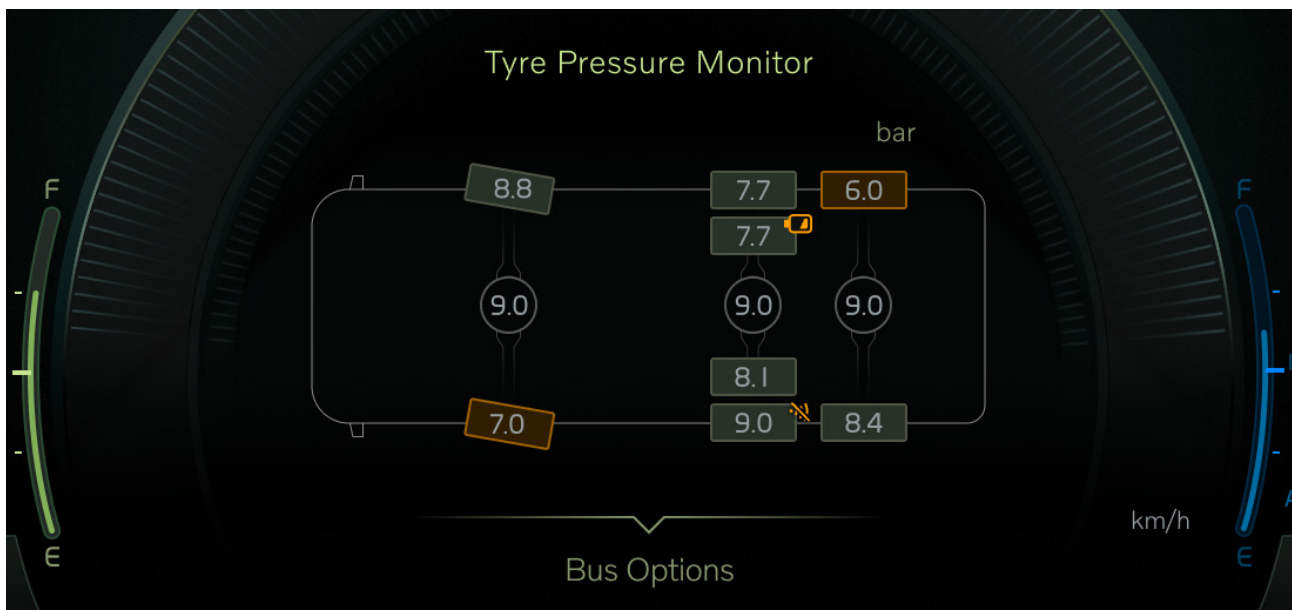 Tyre Pressure Monitor
bar
F
F
8.8 7.7 6.0
7.7
9.0 9.0 9.0
8.1
7.0 9.0 8.4
km/h
E
E
Bus Options